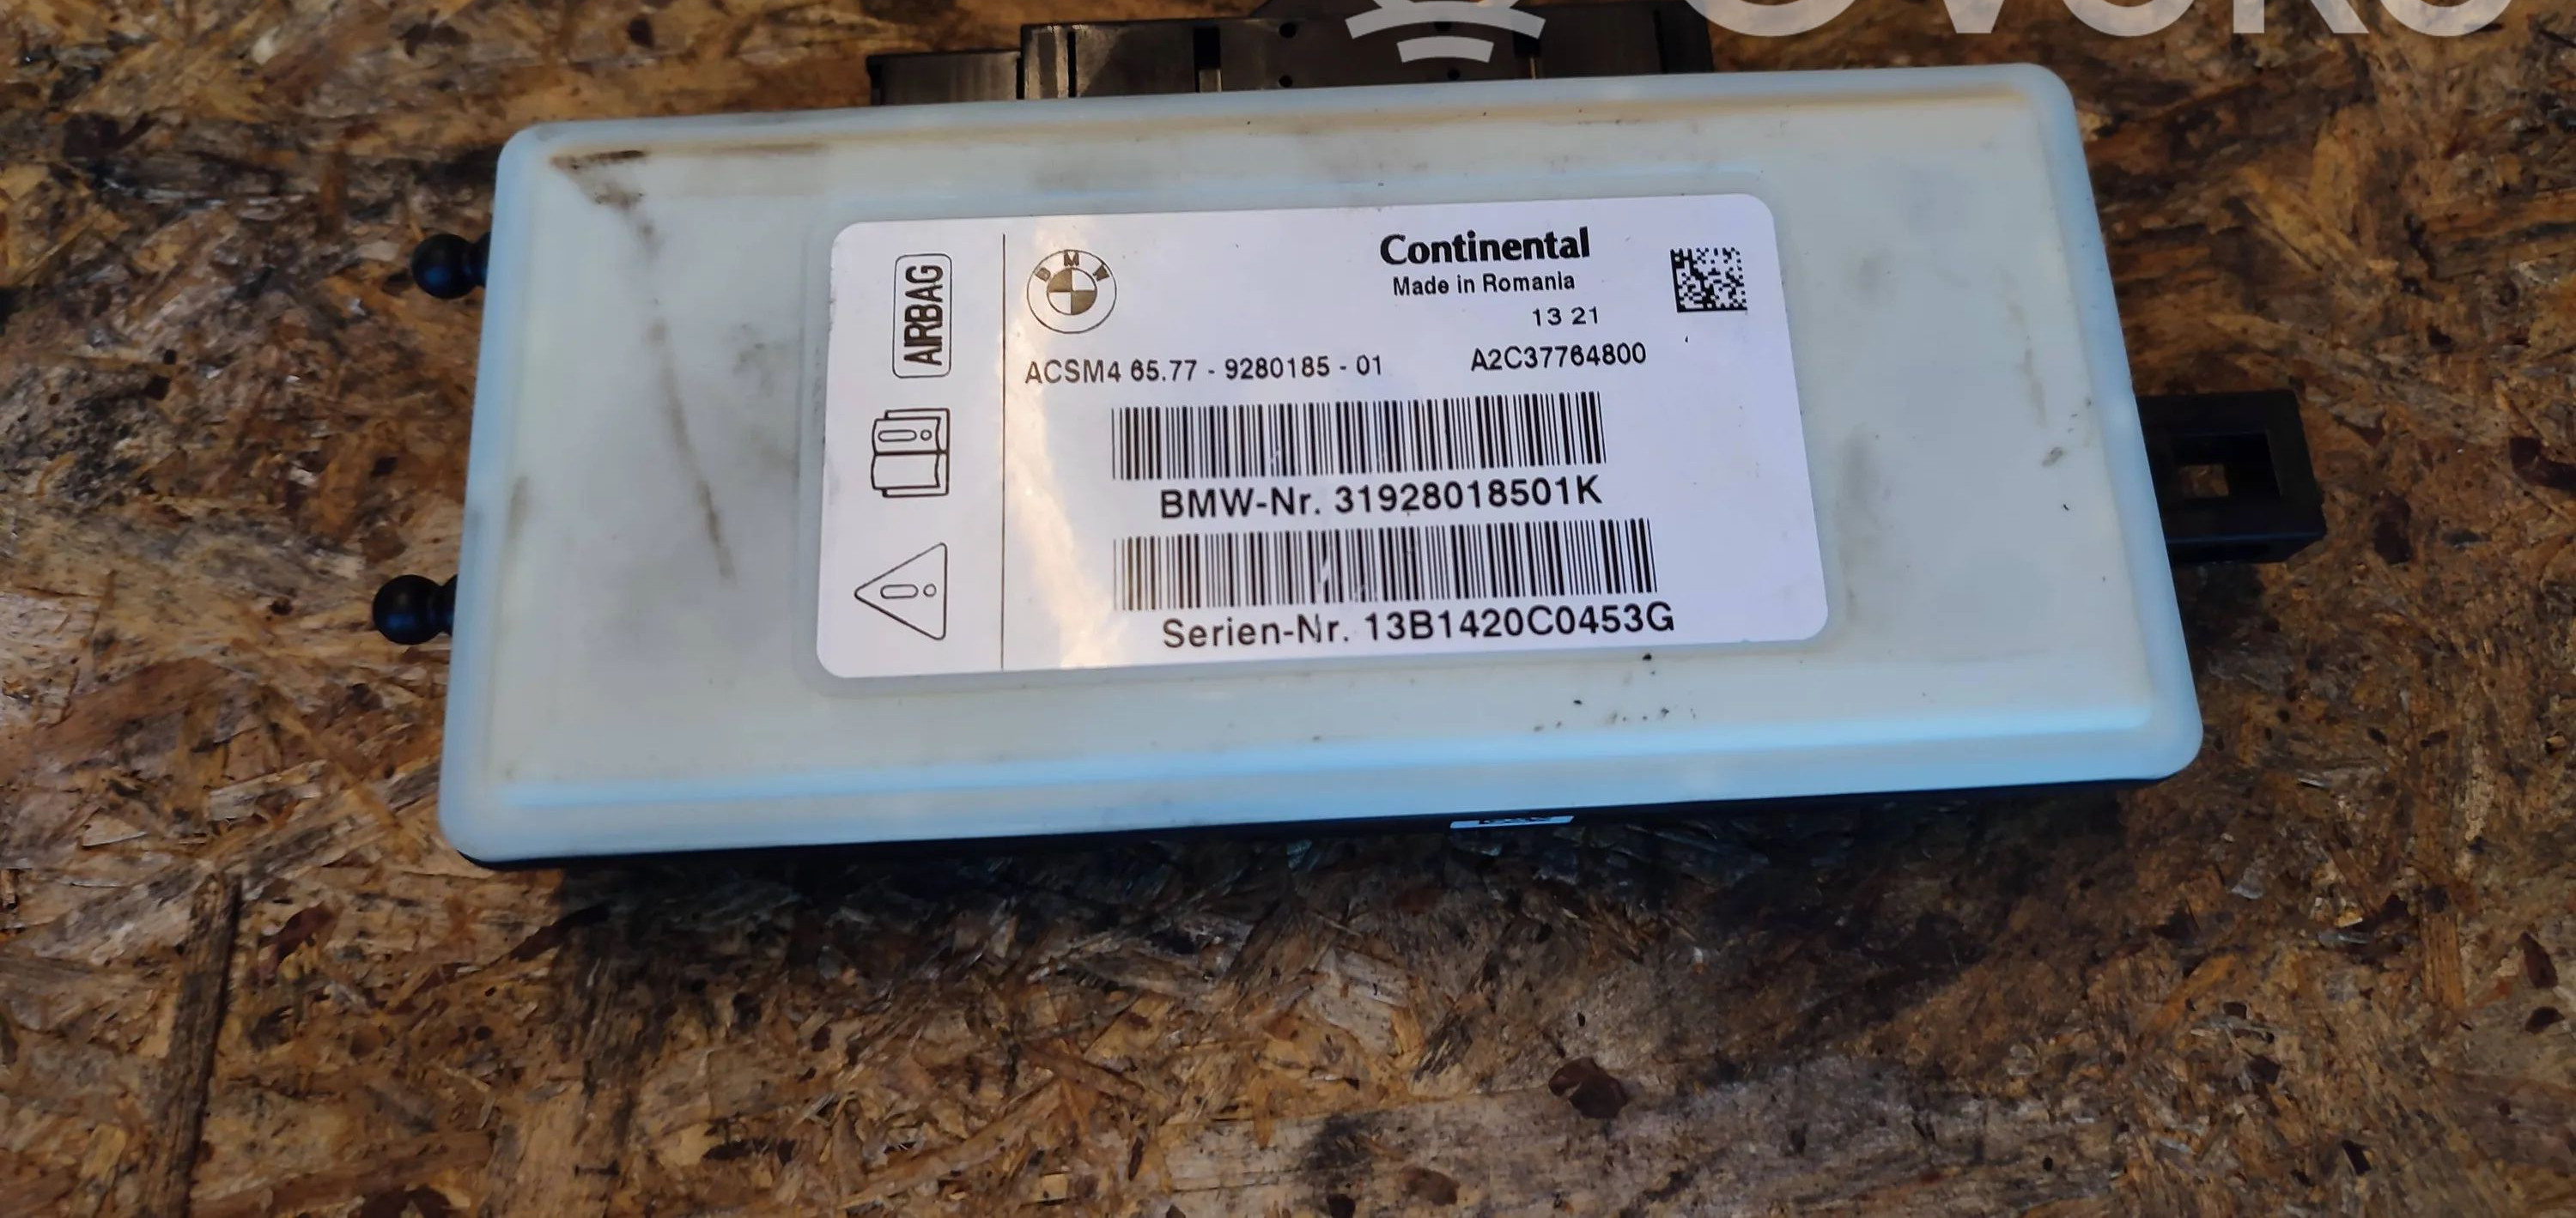 AIRBAG
BMW
Continental
Made in Romania
13 21
ACSM4 65.77 - 9280185 - 01
A2C37764800
BMW-Nr. 31928018501K
Serien-Nr. 13B1420C0453G